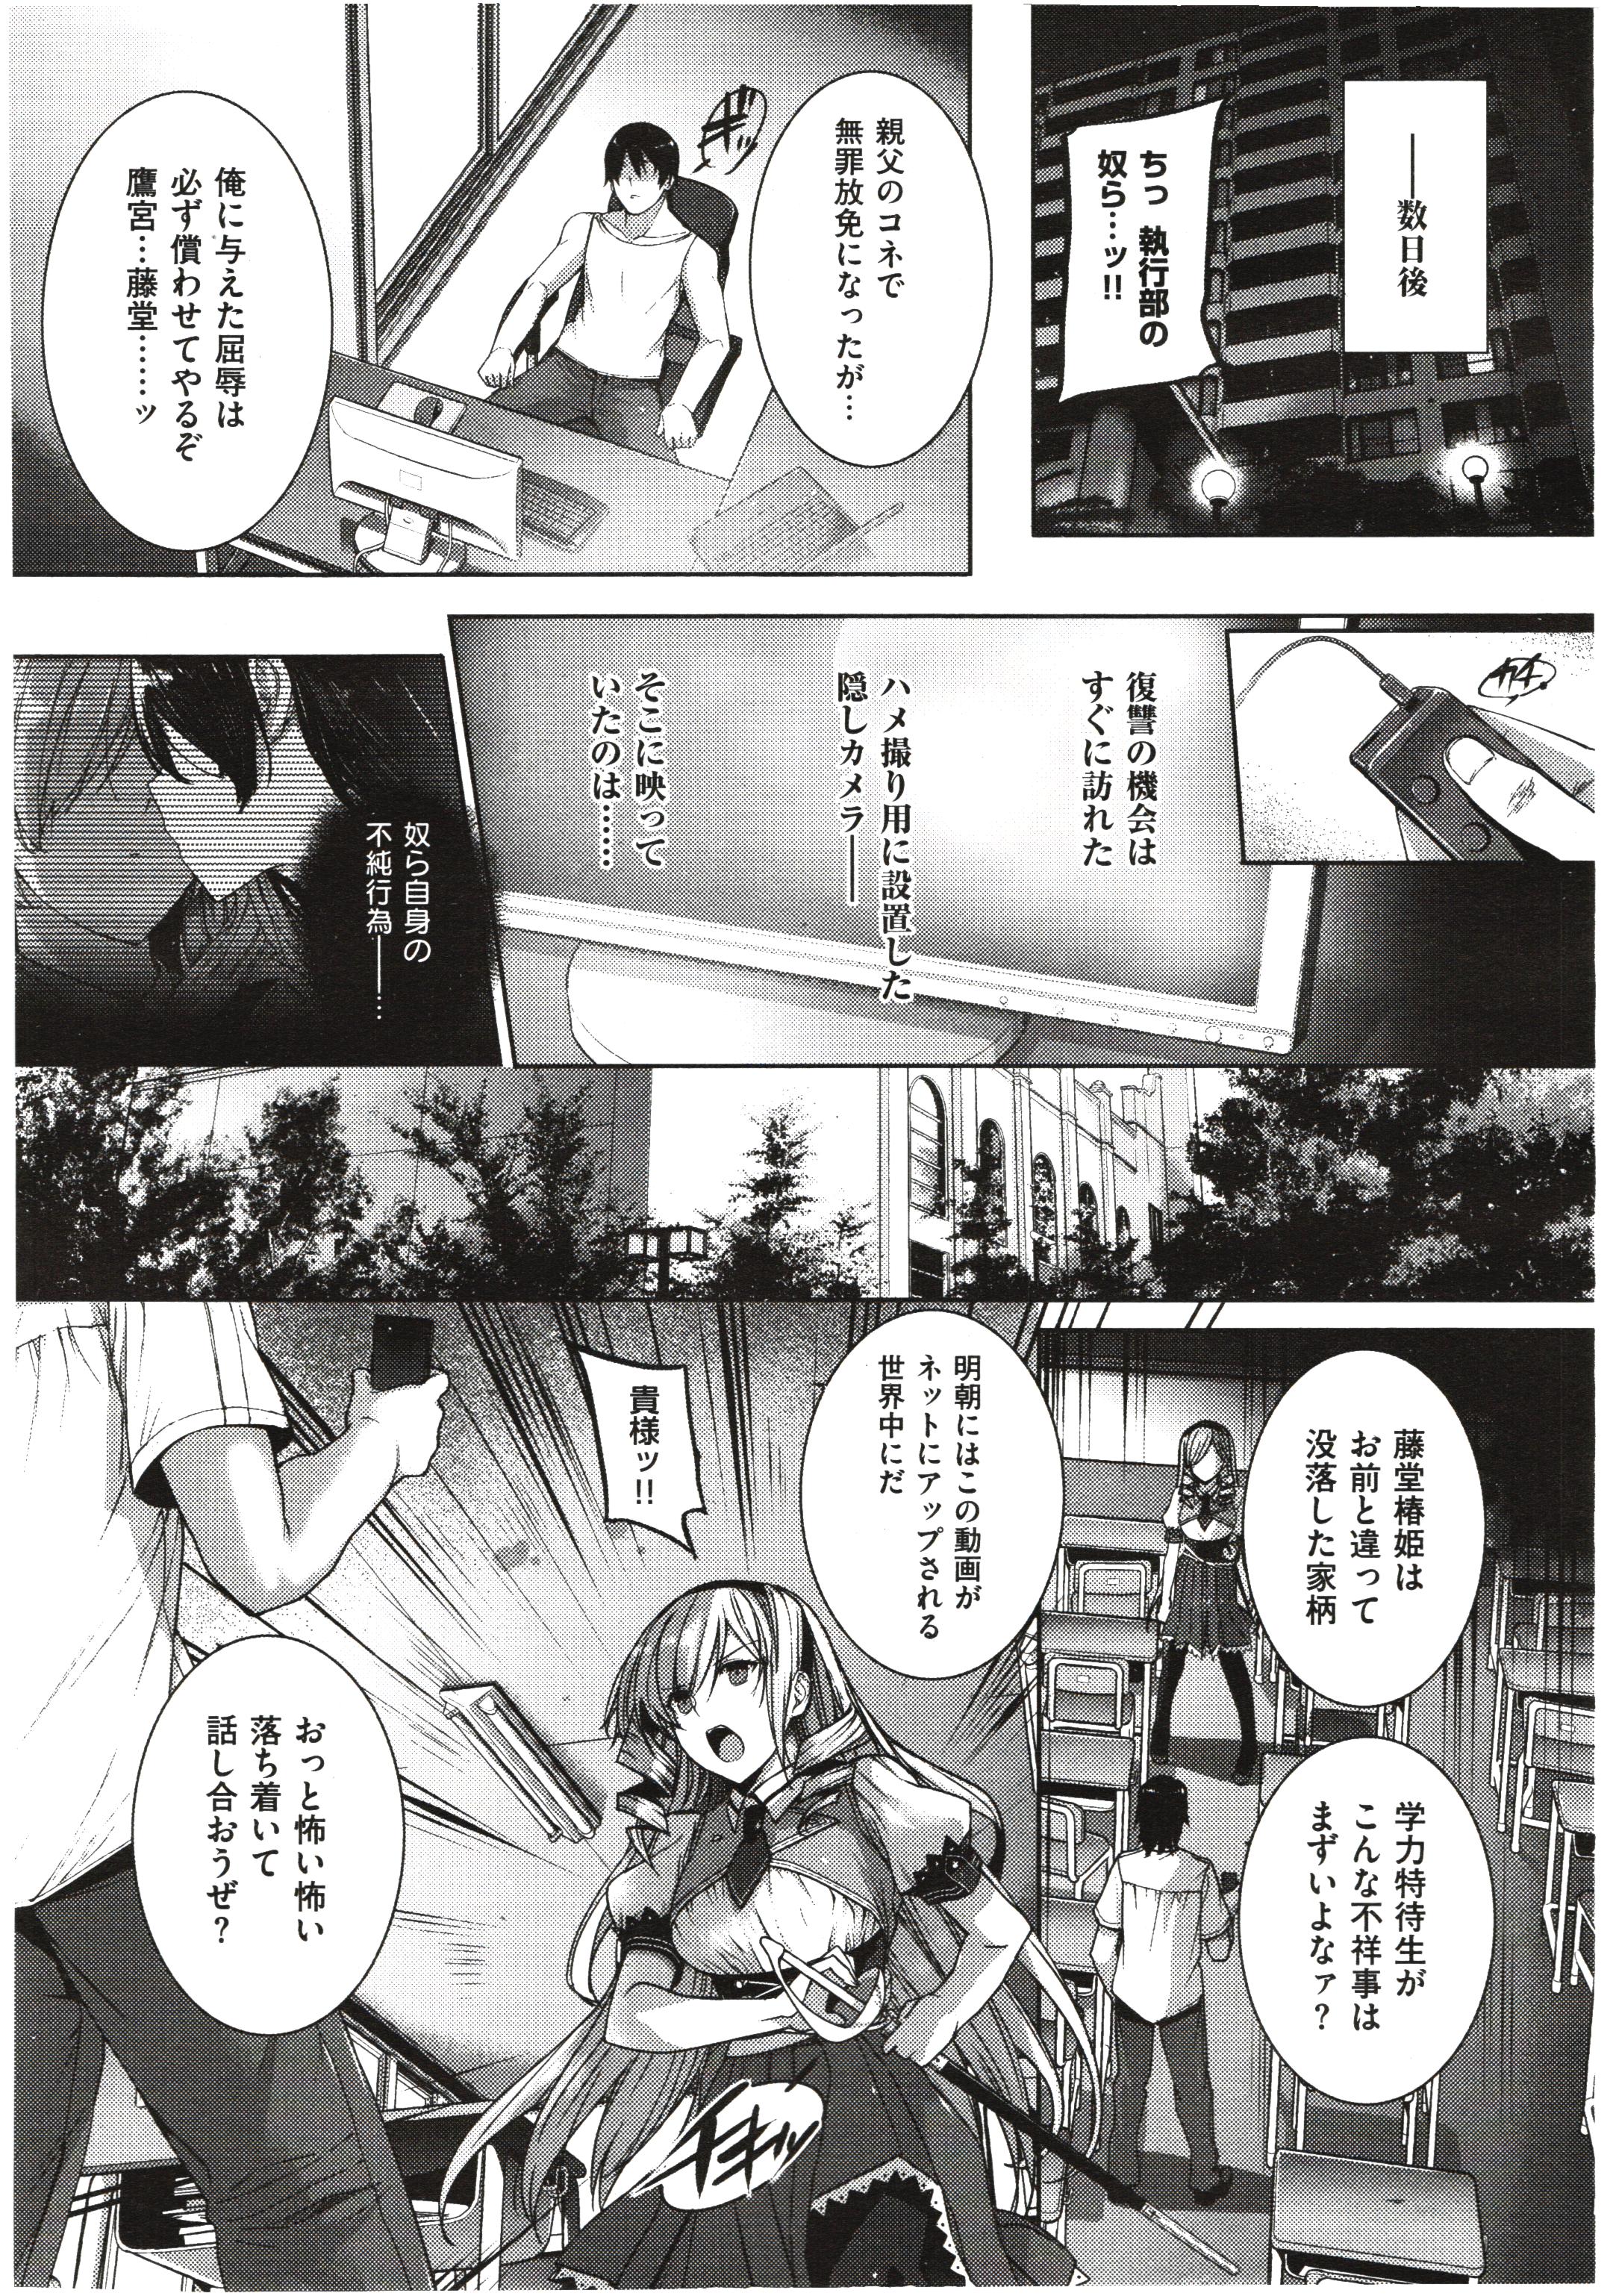 ――数日後
ちっ 執行部の
奴ら…ッ!!
親父のコネで
無罪放免になったが…
ギッ
俺に与えた屈辱は
必ず償わせてやるぞ
鷹宮…藤堂……ッ
カチ.
復讐の機会は
すぐに訪れた
ハメ撮り用に設置した
隠しカメラ――
そこに映って
いたのは……
奴ら自身の
不純行為――…
藤堂椿姫は
お前と違って
没落した家柄
学力特待生が
こんな不祥事は
まずいよなァ?
明朝にはこの動画が
ネットにアップされる
世界中にだ
貴様ッ!!
おっと怖い怖い
落ち着いて
話し合おうぜ?